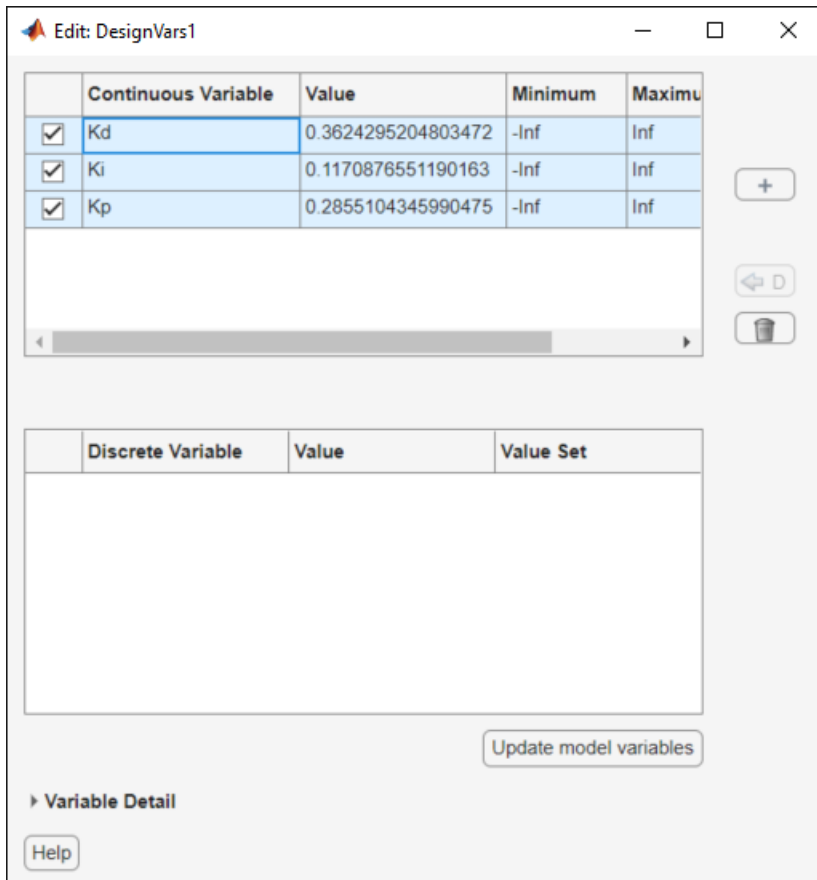 Edit: DesignVars1
Continuous Variable Value Minimum Maximu
Kd 0.3624295204803472 -Inf Inf
Ki 0.1170876551190163 -Inf Inf
Kp 0.2855104345990475 -Inf Inf
+
D
Discrete Variable Value Value Set
Update model variables
Variable Detail
Help